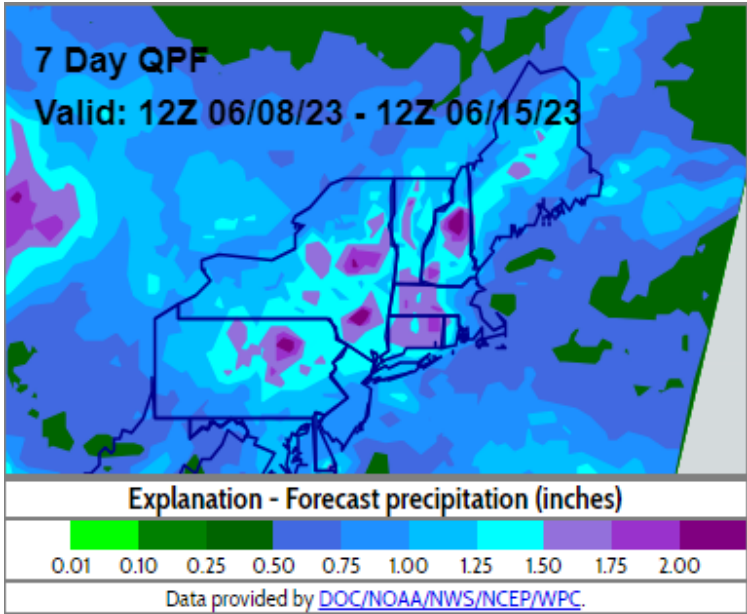 7 Day QPF
Valid: 12Z 06/08/23 - 12Z 06/15/23
Explanation - Forecast precipitation (inches)
0.01 0.10 0.25 0.50 0.75 1.00 1.25 1.50 1.75 2.00
Data provided by DOC/NOAA/NWS/NCEP/WPC.